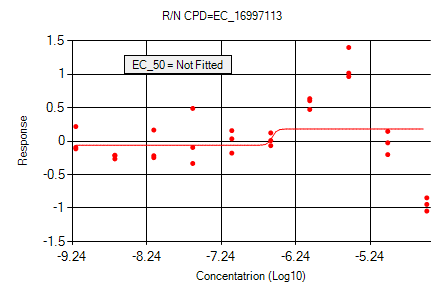 R/N CPD=EC_16997113
EC_50 = Not Fitted
1.5
1
0.5
0
-0.5
-1
-1.5
Response
-9.24 -8.24 -7.24 -6.24 -5.24
Concentatrion (Log10)